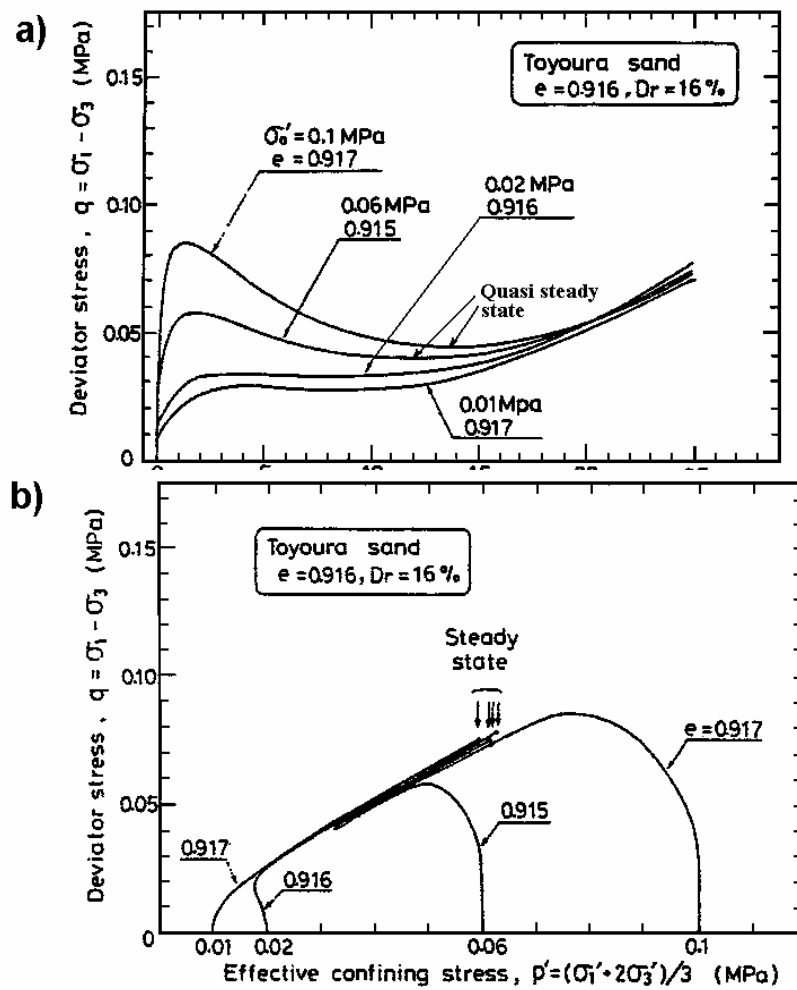 a)
Deviator stress, q = σ1 − σ3 (MPa)
0.15
0.10
0.05
0
Toyoura sand
e = 0.916, Dr = 16 %
σ0' = 0.1 MPa
e = 0.917
0.06 MPa
0.915
0.02 MPa
0.916
Quasi steady
state
0.01 Mpa
0.917
0
5
b)
Deviator stress, q = σ1 − σ3 (MPa)
0.15
0.10
0.05
0
Toyoura sand
e = 0.916, Dr = 16 %
Steady
state
e = 0.917
0.915
0.917
0.916
0.01
0.02
0.06
0.1
Effective confining stress, p' = (σ1' + 2σ3')/3 (MPa)